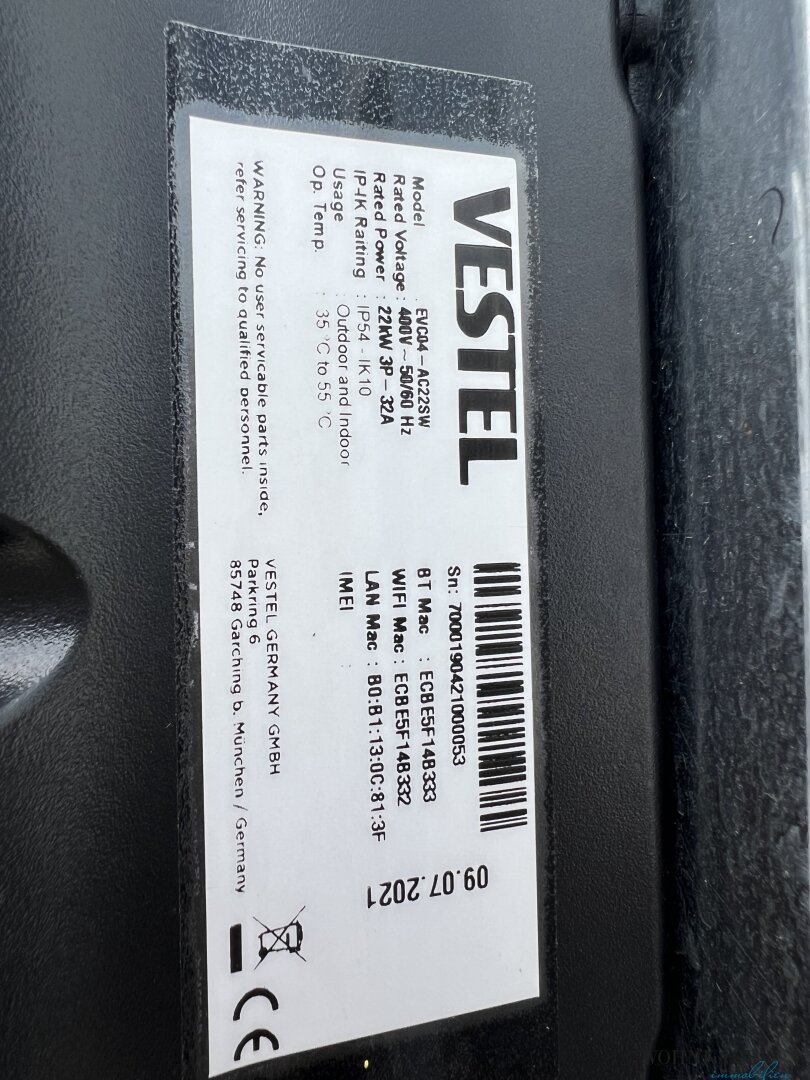 VESTEL
Model : EVC04-AC22SW
Rated Voltage : 400V ~ 50/60 Hz
Rated Power : 22kW 3P - 32A
IP-IK Raiting : IP54 - IK10
Usage : Outdoor and Indoor
Op. Temp. : 35 °C to 55 °C
WARNING: No user servicable parts inside,
refer servicing to qualified personnel.
Sn: 7000190421000053
BT Mac : ECBE5F14B333
WIFI Mac : ECBE5F14B332
LAN Mac : B0:B1:13:0C:81:3F
IMEI :
VESTEL GERMANY GMBH
Parkring 6
85748 Garching b. München / Germany
09.07.2021
CE
immobilien